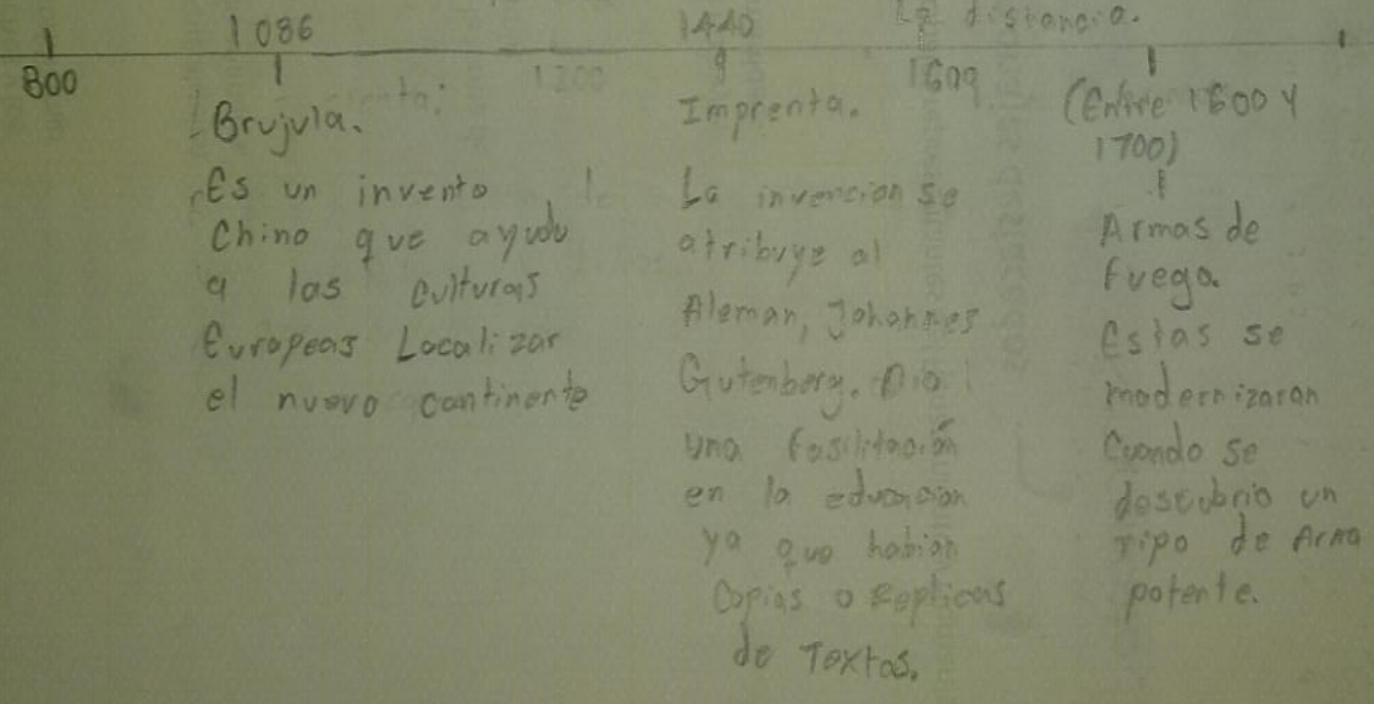 La distancia.
1086
1440
800
1200
1609
Brujula.
Es un invento
Chino que ayudo
a las culturas
Europeas Localizar
el nuevo continente
Imprenta.
La invencion se
atribuye al
Aleman, Johannes
Gutenberg. Dio
una fasilitación
en la educacion
ya que habian
Copias o Replicas
de Textos.
(Entre 1600 y
1700)
Armas de
fuego.
Estas se
modernizaron
Cuando se
descubrio un
tipo de Arma
potente.